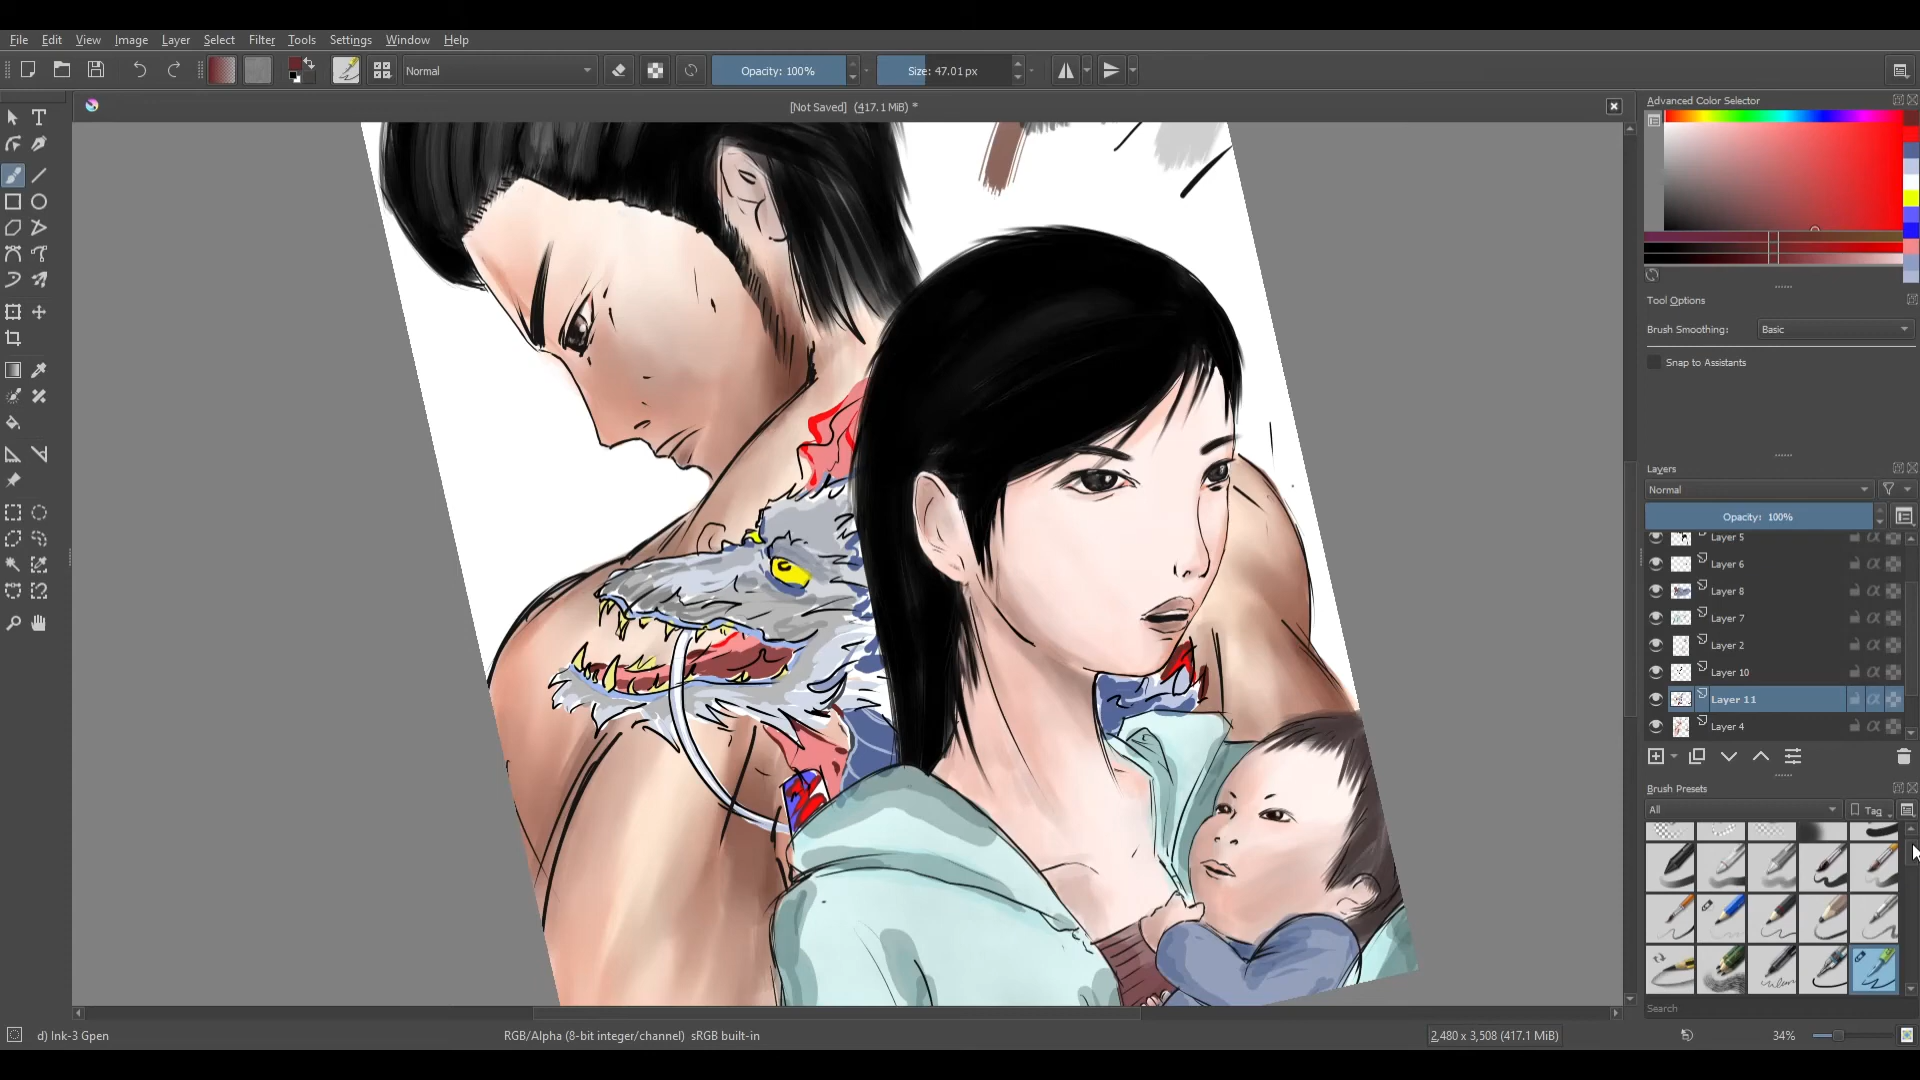 File Edit View Image Layer Select Filter Tools Settings Window Help
Normal
Opacity: 100%
Size: 47.01 px
[Not Saved] (417.1 MiB) *
Advanced Color Selector
Tool Options
Brush Smoothing: Basic
Snap to Assistants
Layers
Normal
Opacity: 100%
Layer 5
Layer 6
Layer 8
Layer 7
Layer 2
Layer 10
Layer 11
Layer 4
Brush Presets
All
Tag
Search
d) Ink-3 Gpen
RGB/Alpha (8-bit integer/channel) sRGB built-in
2,480 x 3,508 (417.1 MiB)
34%